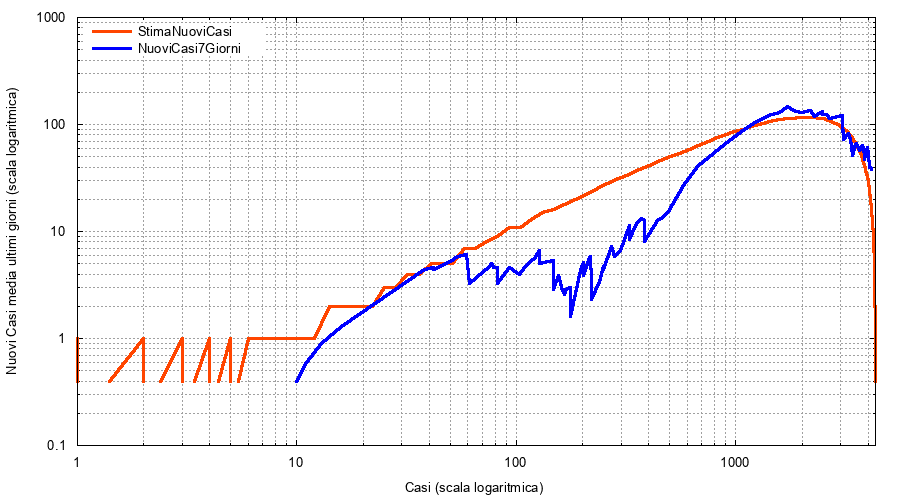 1000
100
10
1
0.1
StimaNuoviCasi
NuoviCasi7Giorni
Nuovi Casi media ultimi giorni (scala logaritmica)
1 10 100 1000
Casi (scala logaritmica)